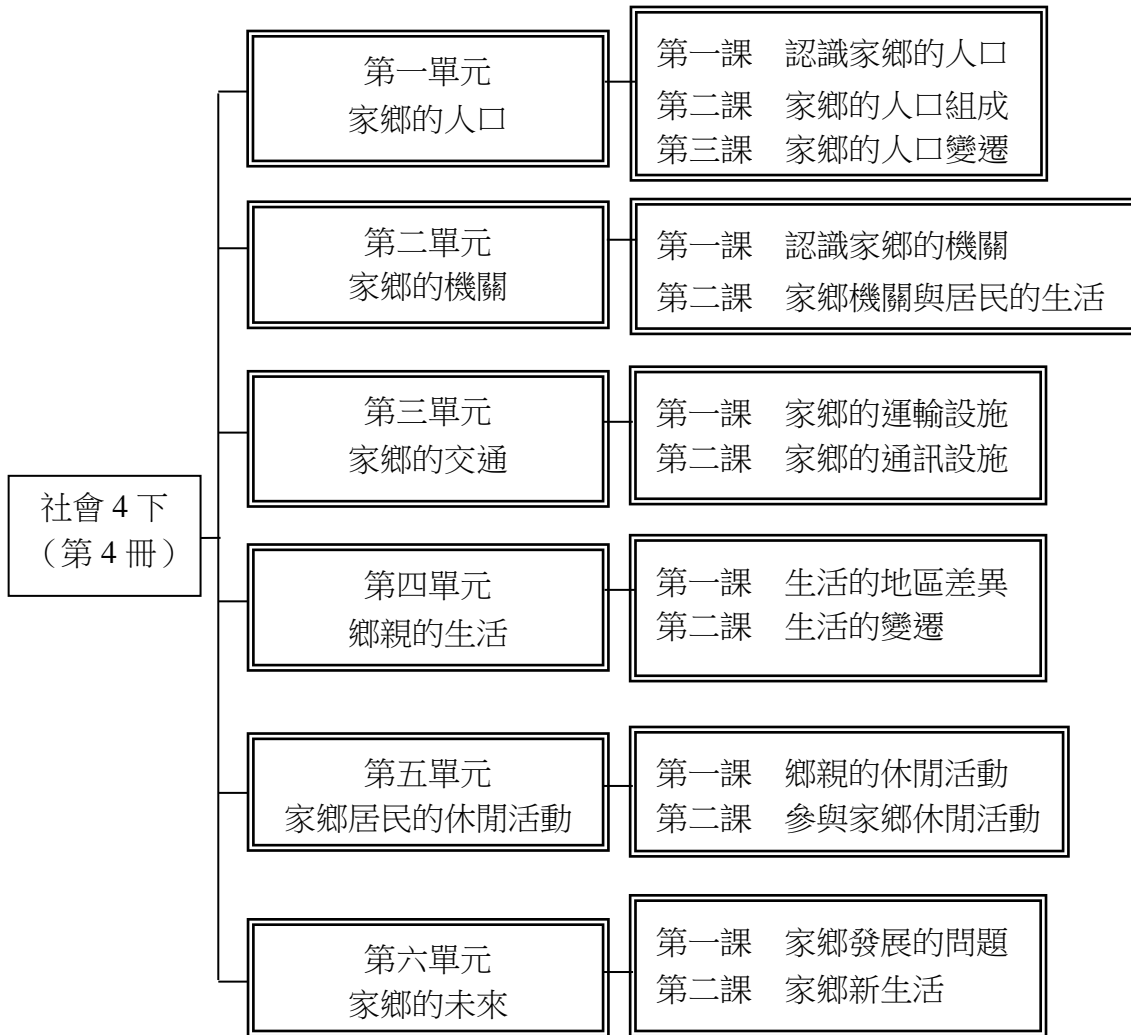 社會 4 下
（第 4 冊）
第一單元
家鄉的人口
第一課　認識家鄉的人口
第二課　家鄉的人口組成
第三課　家鄉的人口變遷
第二單元
家鄉的機關
第一課　認識家鄉的機關
第二課　家鄉機關與居民的生活
第三單元
家鄉的交通
第一課　家鄉的運輸設施
第二課　家鄉的通訊設施
第四單元
鄉親的生活
第一課　生活的地區差異
第二課　生活的變遷
第五單元
家鄉居民的休閒活動
第一課　鄉親的休閒活動
第二課　參與家鄉休閒活動
第六單元
家鄉的未來
第一課　家鄉發展的問題
第二課　家鄉新生活